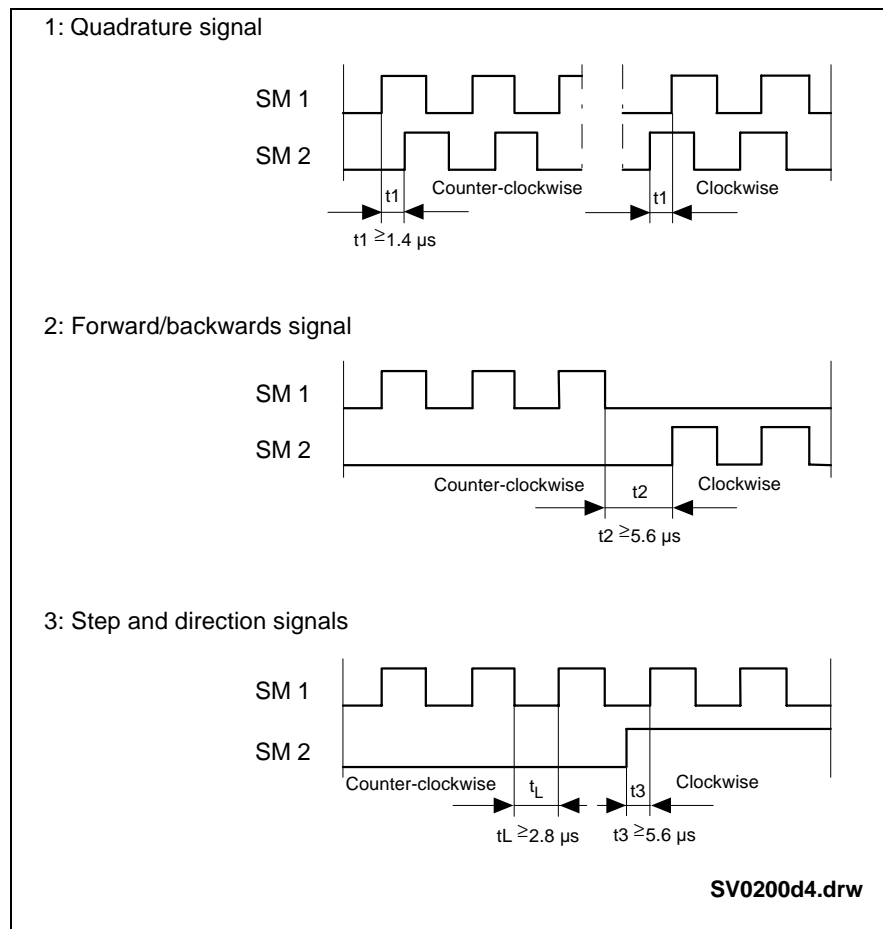 1: Quadrature signal
SM 1
SM 2
t1 Counter-clockwise t1 Clockwise
t1 ≥1.4 µs
2: Forward/backwards signal
SM 1
SM 2
Counter-clockwise t2 Clockwise
t2 ≥5.6 µs
3: Step and direction signals
SM 1
SM 2
Counter-clockwise tL t3 Clockwise
tL ≥2.8 µs t3 ≥5.6 µs
SV0200d4.drw